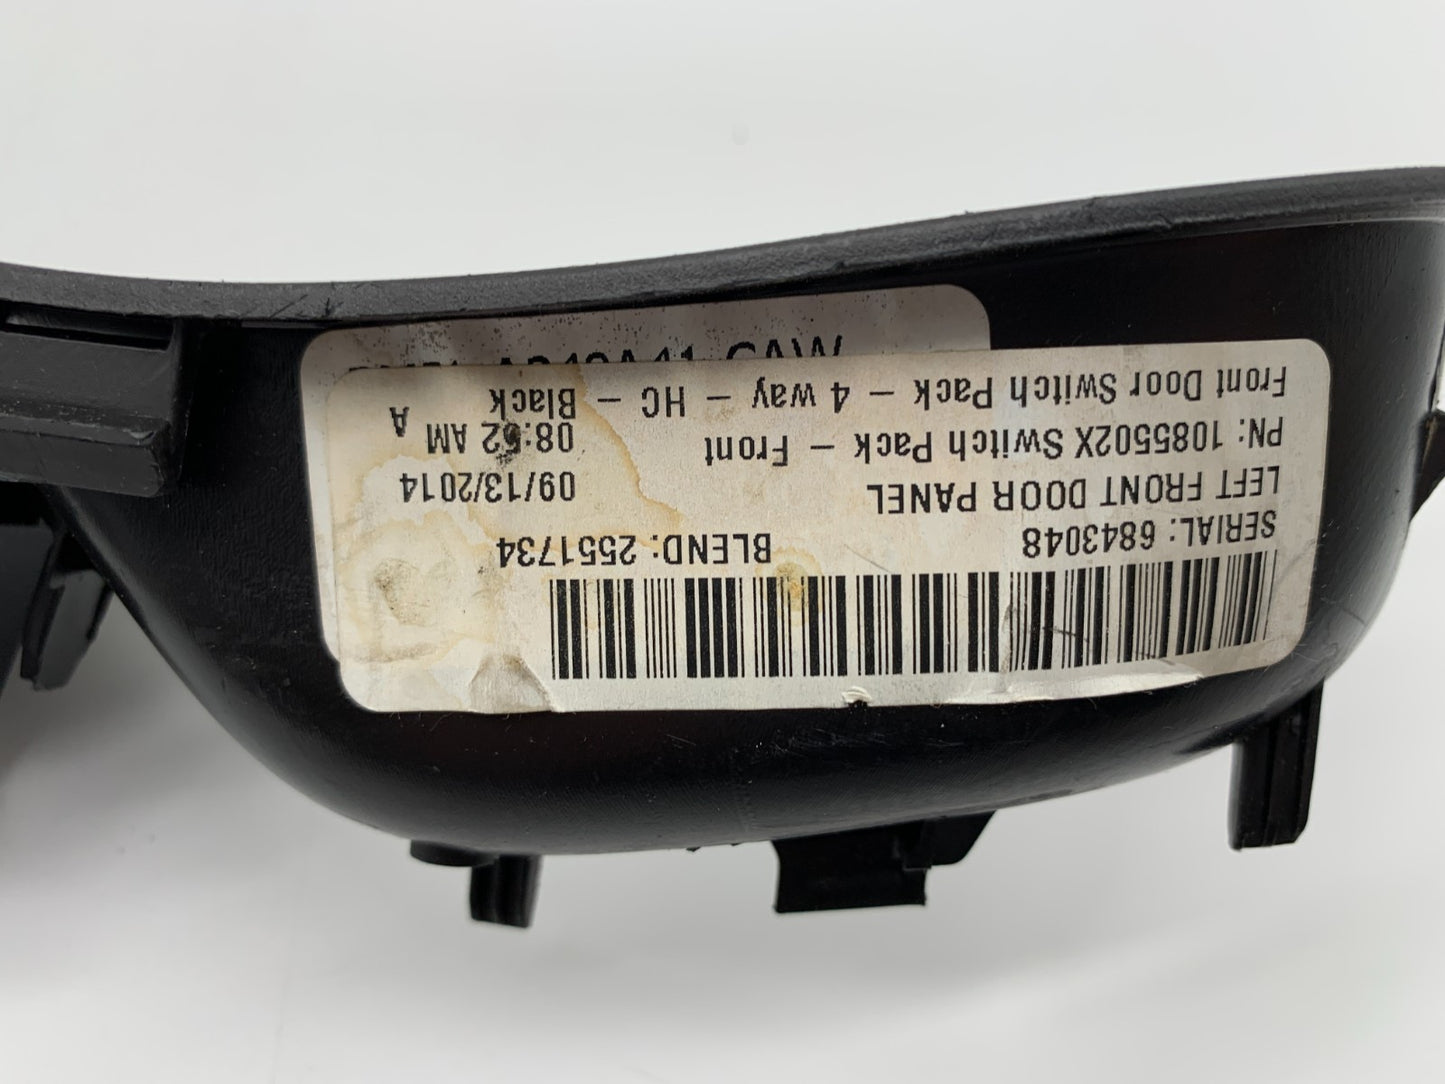 SERIAL: 6843048 BLEND: 2551734
LEFT FRONT DOOR PANEL 09/13/2014
PN: 1085502X Switch Pack - Front 08:52 AM
Front Door Switch Pack - 4 way - HC - Black A